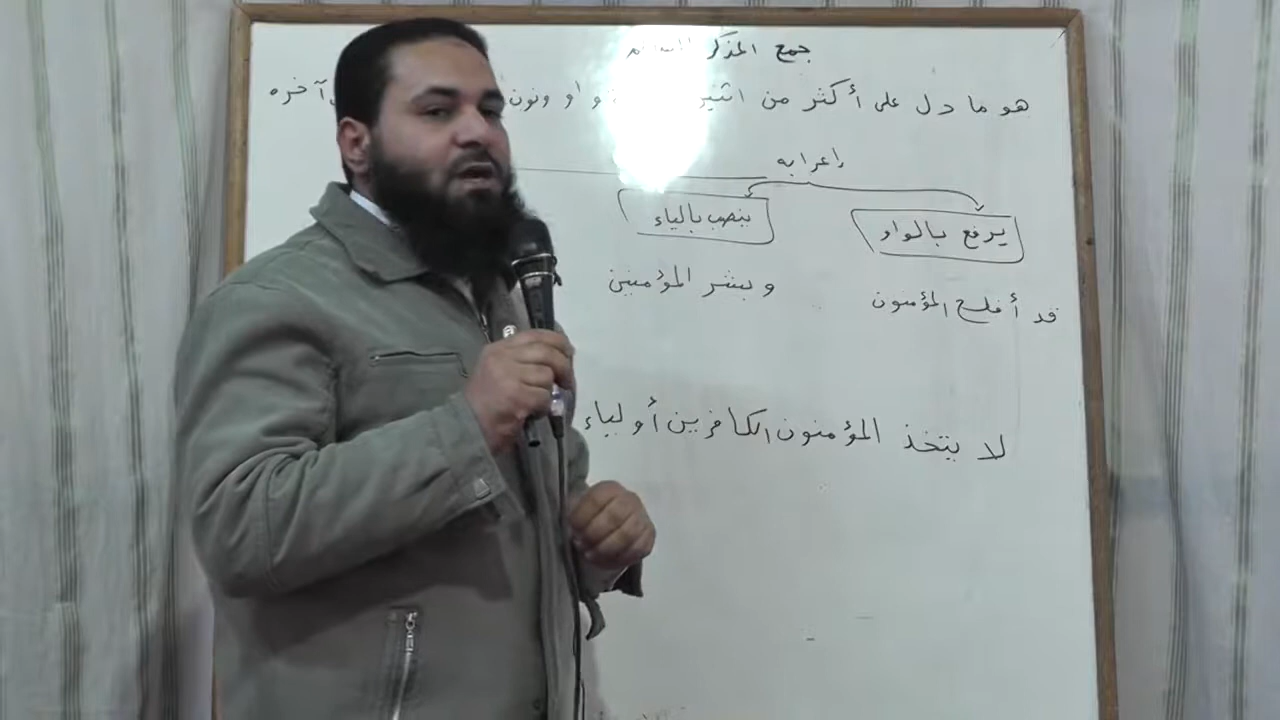 جمع المذكر السالم
هو ما دل على أكثر من اثنين واو ونون آخره
إعرابه
يرفع بالواو
ينصب بالياء
قد أفلح المؤمنون
وبشر المؤمنين
لا يتخذ المؤمنون الكافرين أولياء